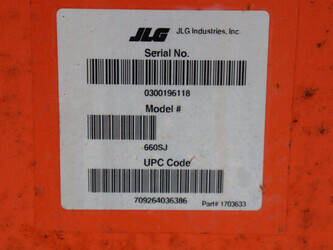 JLG JLG Industries, Inc.
Serial No.
0300196118
Model #
660SJ
UPC Code
709264036386 Part# 1703633